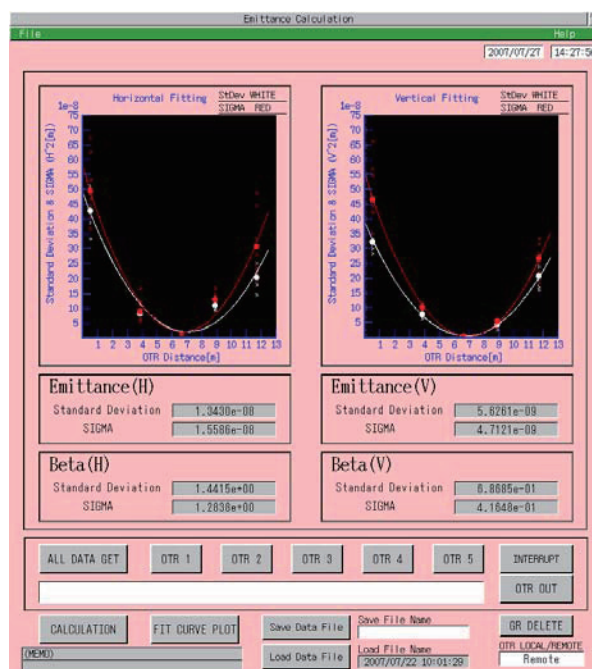 Emittance Calculation
File Help
2007/07/27 14:27:5
Horizontal Fitting StDev WHITE
SIGMA RED
1e-8
75
70
65
60
55
50
45
40
35
30
25
20
15
10
5
Standard Deviation & SIGMA (H^2[m])
1 2 3 4 5 6 7 8 9 10 11 12 13
OTR Distance[m]
Vertical Fitting StDev WHITE
SIGMA RED
1e-8
75
70
65
60
55
50
45
40
35
30
25
20
15
10
5
Standard Deviation & SIGMA (V^2[m])
1 2 3 4 5 6 7 8 9 10 11 12 13
OTR Distance[m]
Emittance(H)
Standard Deviation 1.3430e-08
SIGMA 1.5586e-08
Emittance(V)
Standard Deviation 5.6261e-09
SIGMA 4.7121e-09
Beta(H)
Standard Deviation 1.4415e+00
SIGMA 1.2836e+00
Beta(V)
Standard Deviation 6.8685e-01
SIGMA 4.1648e-01
ALL DATA GET OTR 1 OTR 2 OTR 3 OTR 4 OTR 5 INTERRUPT
OTR OUT
CALCULATION FIT CURVE PLOT Save Data File Save File Name GR DELETE
(MEMO) Load Data File Load File Name OTR LOCAL/REMOTE
2007/07/22 10:01:29 Remote